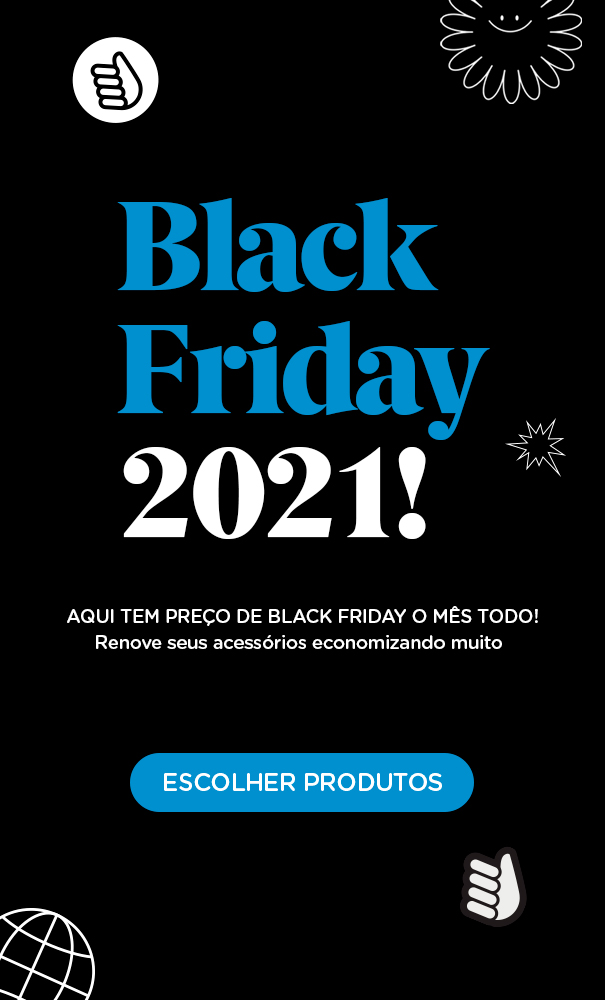 Black
Friday
2021!
AQUI TEM PREÇO DE BLACK FRIDAY O MÊS TODO!
Renove seus acessórios economizando muito
ESCOLHER PRODUTOS